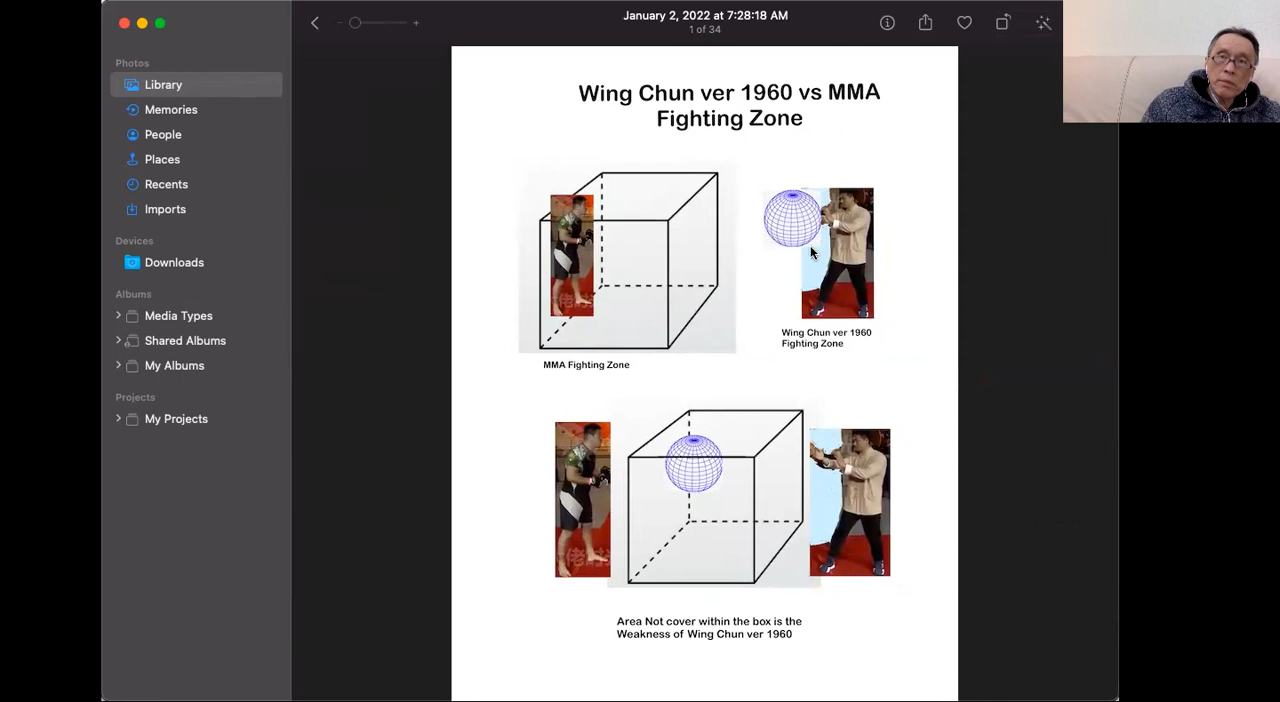 January 2, 2022 at 7:28:18 AM
1 of 34
Photos
Library
Memories
People
Places
Recents
Imports
Devices
Downloads
Albums
Media Types
Shared Albums
My Albums
Projects
My Projects
Wing Chun ver 1960 vs MMA
Fighting Zone
MMA Fighting Zone
Wing Chun ver 1960
Fighting Zone
Area Not cover within the box is the
Weakness of Wing Chun ver 1960